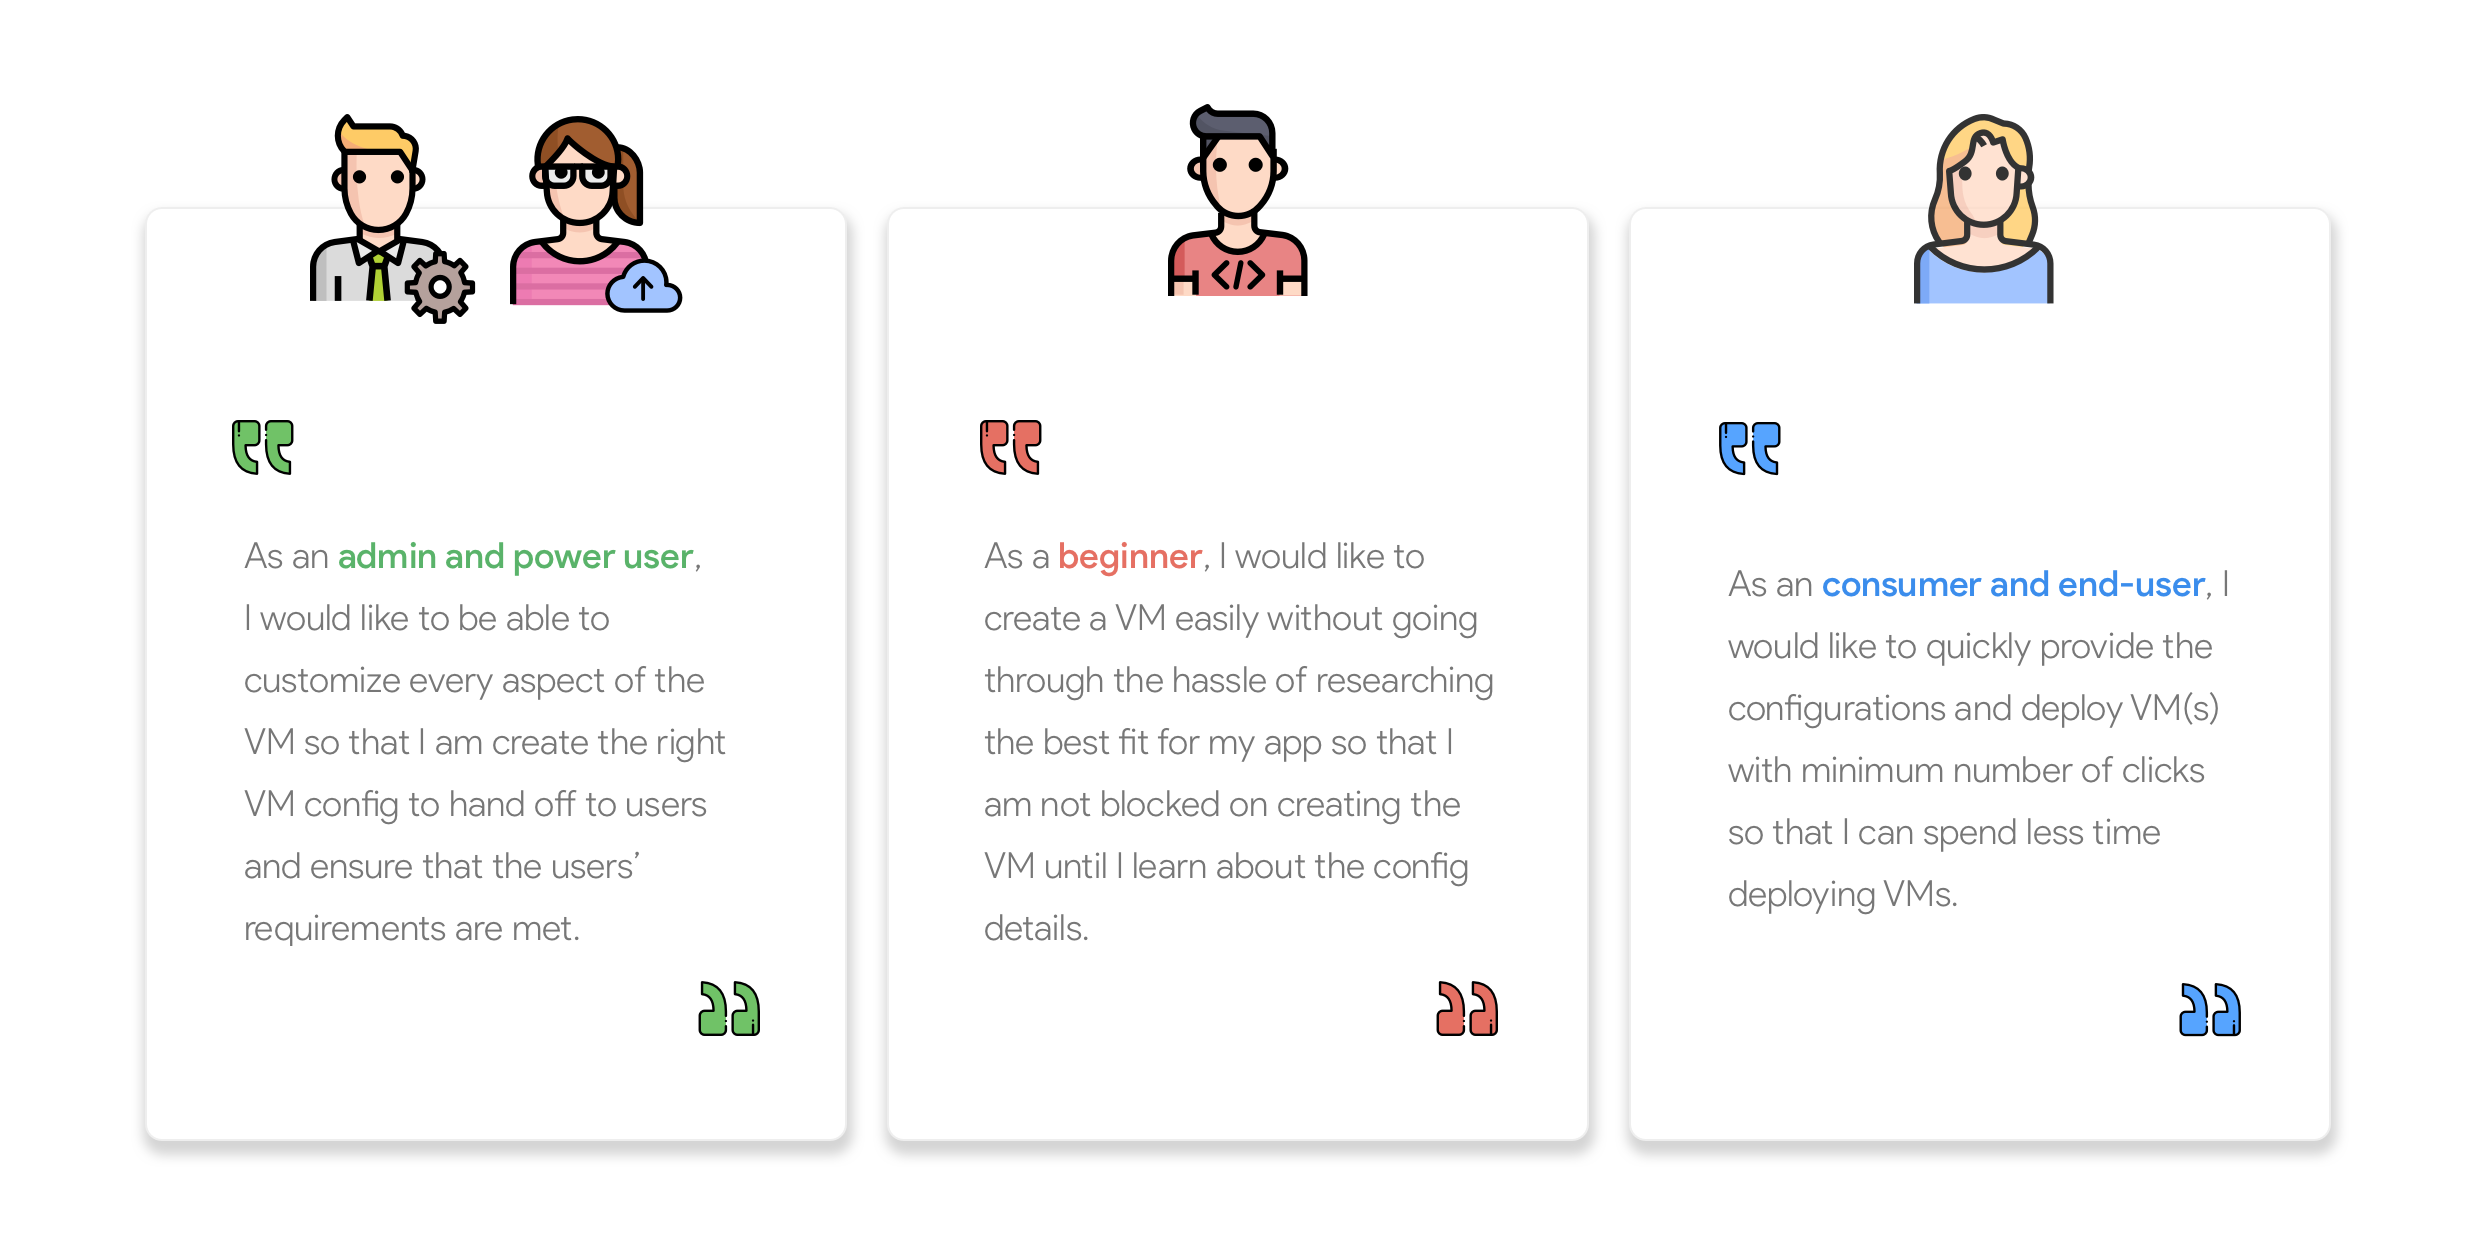 As an admin and power user,
I would like to be able to
customize every aspect of the
VM so that I am create the right
VM config to hand off to users
and ensure that the users’
requirements are met.
</>
As a beginner, I would like to
create a VM easily without going
through the hassle of researching
the best fit for my app so that I
am not blocked on creating the
VM until I learn about the config
details.
As an consumer and end-user, I
would like to quickly provide the
configurations and deploy VM(s)
with minimum number of clicks
so that I can spend less time
deploying VMs.